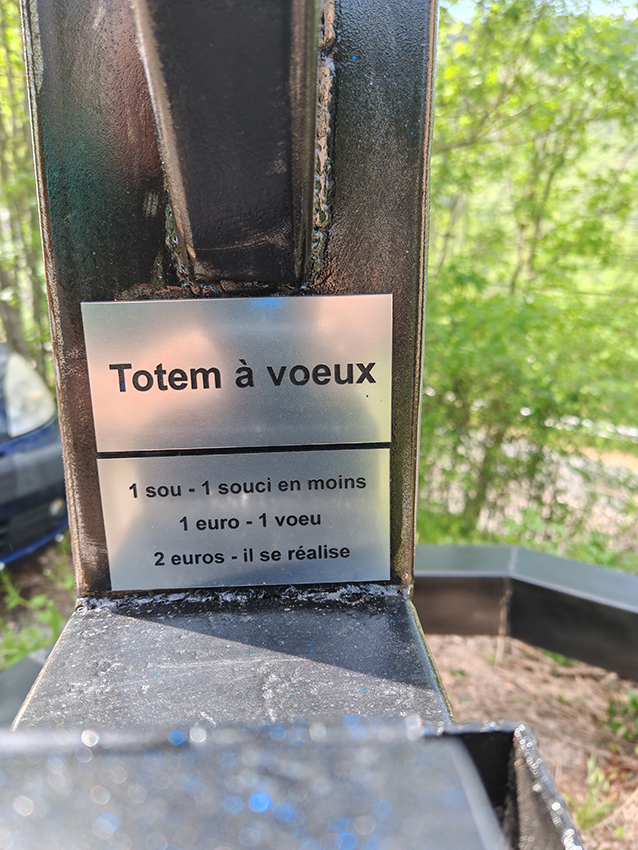 Totem à voeux
1 sou - 1 souci en moins
1 euro - 1 voeu
2 euros - il se réalise